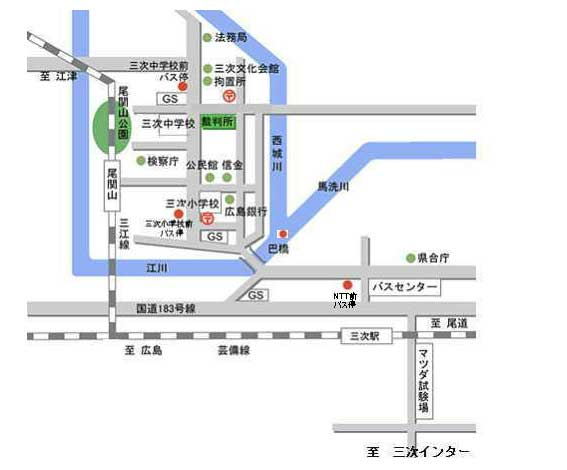 法務局
三次中学校前
バス停
三次文化会館
拘置所
至 江津
尾関山公園
GS
三次中学校
裁判所
西城川
検察庁
公民館
信金
馬洗川
尾関山
三次小学校
広島銀行
三次小学校前
バス停
三江線
GS
巴橋
江川
県合庁
GS
NTT前
バス停
バスセンター
国道183号線
至 尾道
三次駅
至 広島
芸備線
マツダ試験場
至 三次インター